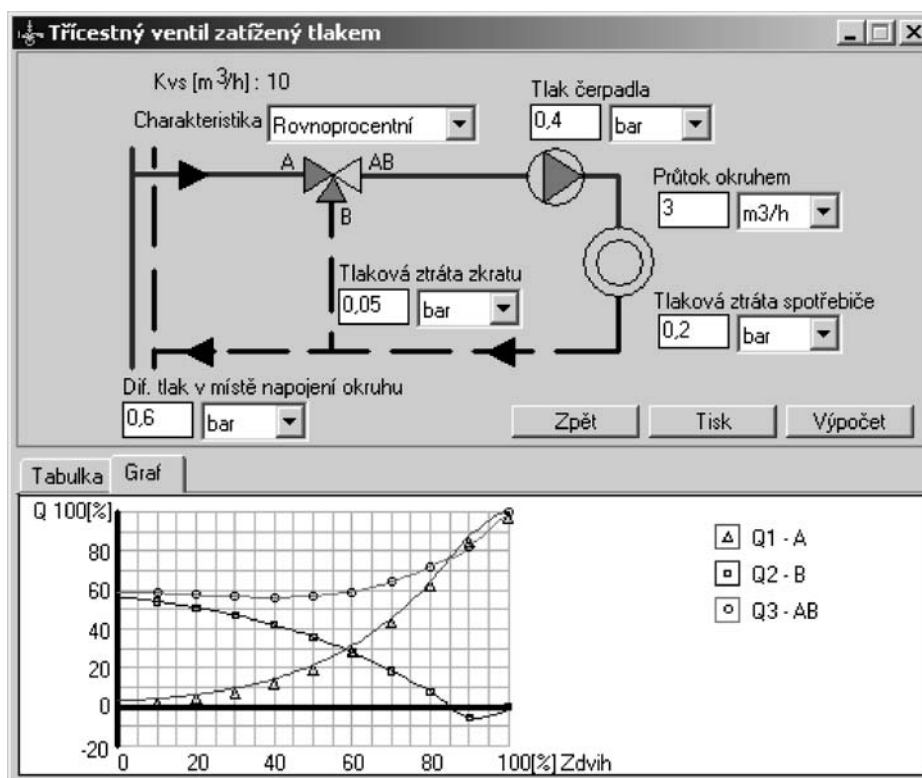 Třícestný ventil zatížený tlakem
Kvs [m3/h] : 10
Charakteristika Rovnoprocentní
Tlak čerpadla
0,4 bar
A AB
B
Průtok okruhem
3 m3/h
Tlaková ztráta zkratu
0,05 bar
Tlaková ztráta spotřebiče
0,2 bar
Dif. tlak v místě napojení okruhu
0,6 bar
Zpět Tisk Výpočet
Tabulka Graf
Q 100[%]
80
60
40
20
0
-20
0 20 40 60 80 100[%] Zdvih
Q1 - A
Q2 - B
Q3 - AB